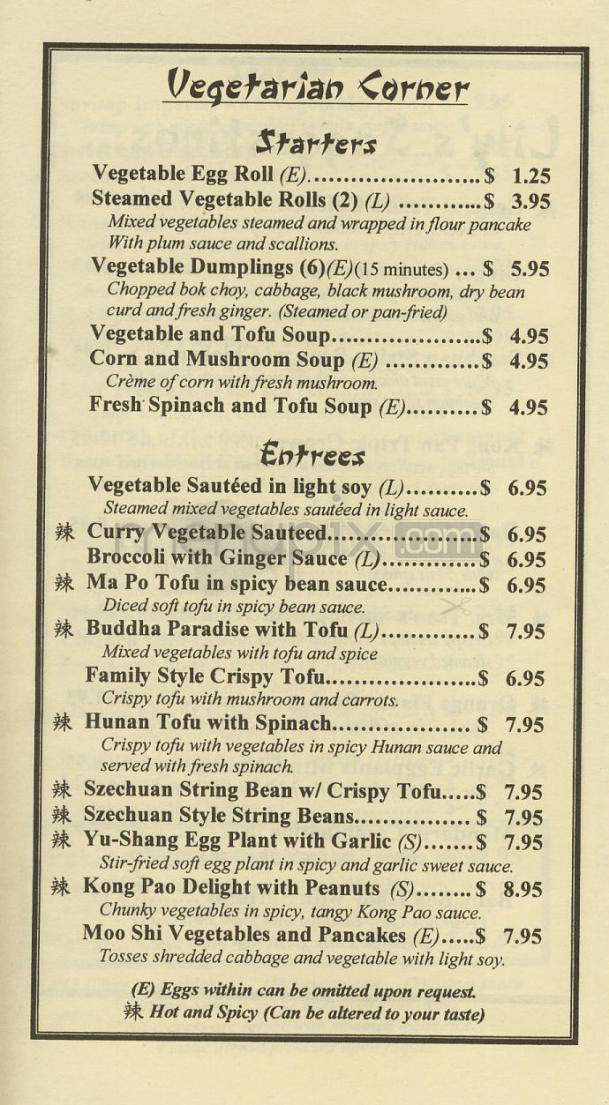 Vegetarian Corner
Starters
Vegetable Egg Roll (E).......................$ 1.25
Steamed Vegetable Rolls (2) (L) ...........$ 3.95
Mixed vegetables steamed and wrapped in flour pancake
With plum sauce and scallions.
Vegetable Dumplings (6)(E)(15 minutes) ... $ 5.95
Chopped bok choy, cabbage, black mushroom, dry bean
curd and fresh ginger. (Steamed or pan-fried)
Vegetable and Tofu Soup.....................$ 4.95
Corn and Mushroom Soup (E) .............$ 4.95
Crème of corn with fresh mushroom.
Fresh Spinach and Tofu Soup (E)..........$ 4.95
Entrees
Vegetable Sautéed in light soy (L)..........$ 6.95
Steamed mixed vegetables sautéed in light sauce.
辣 Curry Vegetable Sauteed.....................$ 6.95
Broccoli with Ginger Sauce (L).............$ 6.95
辣 Ma Po Tofu in spicy bean sauce............$ 6.95
Diced soft tofu in spicy bean sauce.
辣 Buddha Paradise with Tofu (L).............$ 7.95
Mixed vegetables with tofu and spice
Family Style Crispy Tofu.....................$ 6.95
Crispy tofu with mushroom and carrots.
辣 Hunan Tofu with Spinach................... $ 7.95
Crispy tofu with vegetables in spicy Hunan sauce and
served with fresh spinach.
辣 Szechuan String Bean w/ Crispy Tofu.....$ 7.95
辣 Szechuan Style String Beans................ $ 7.95
辣 Yu-Shang Egg Plant with Garlic (S).......$ 7.95
Stir-fried soft egg plant in spicy and garlic sweet sauce.
辣 Kong Pao Delight with Peanuts (S)........ $ 8.95
Chunky vegetables in spicy, tangy Kong Pao sauce.
Moo Shi Vegetables and Pancakes (E).....$ 7.95
Tosses shredded cabbage and vegetable with light soy.
(E) Eggs within can be omitted upon request.
辣 Hot and Spicy (Can be altered to your taste)